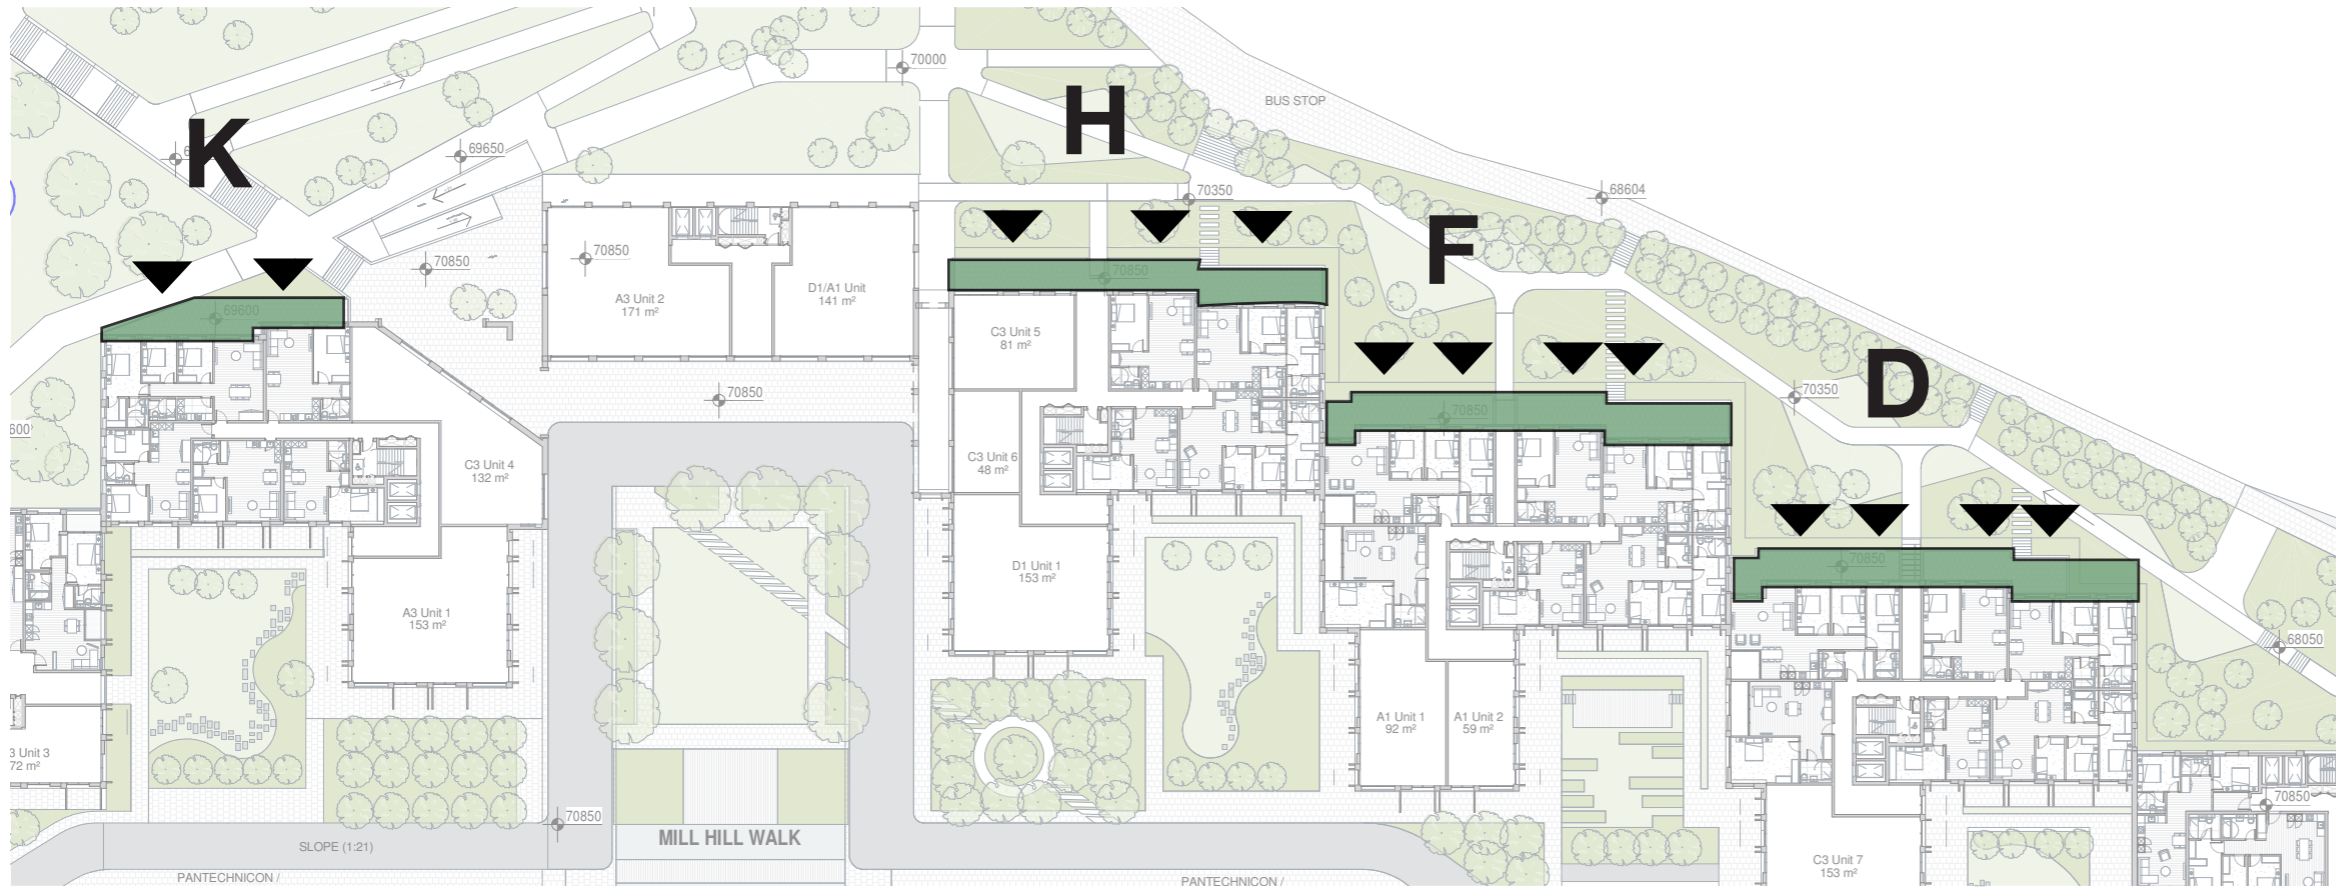 70000
H
BUS STOP
K
69650
70350
68604
F
70850
70850
A3 Unit 2
171 m²
D1/A1 Unit
141 m²
70850
69600
C3 Unit 5
81 m²
70350
D
70850
70850
C3 Unit 4
132 m²
C3 Unit 6
48 m²
70850
D1 Unit 1
153 m²
A3 Unit 1
153 m²
68050
A1 Unit 1
92 m²
A1 Unit 2
59 m²
3 Unit 3
72 m²
70850
70850
MILL HILL WALK
SLOPE (1:21)
C3 Unit 7
153 m²
PANTECHNICON /
PANTECHNICON /